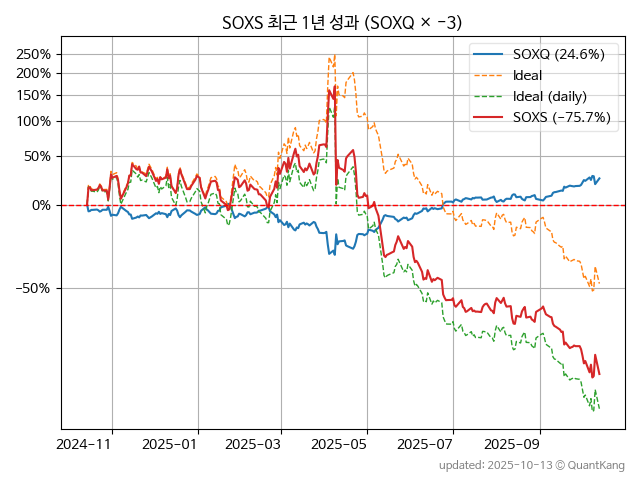 SOXS 최근 1년 성과 (SOXQ × −3)
250%
200%
150%
100%
50%
0%
−50%
SOXQ (24.6%)
Ideal
Ideal (daily)
SOXS (−75.7%)
2024-11
2025-01
2025-03
2025-05
2025-07
2025-09
updated: 2025-10-13 © QuantKang